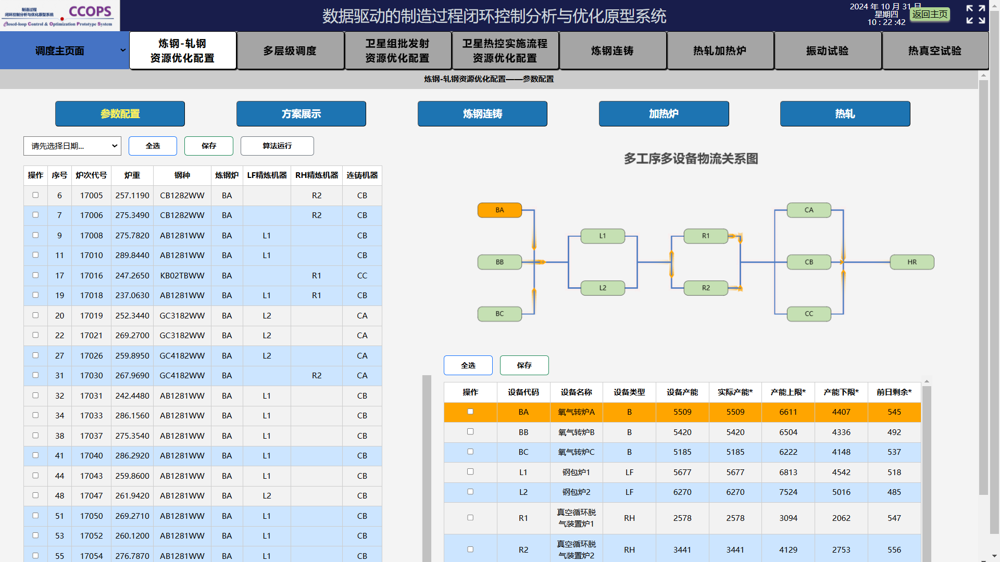 制造过程
闭环控制分析与优化原型系统
CCOPS
Closed-loop Control & Optimization Prototype System
数据驱动的制造过程闭环控制分析与优化原型系统
2024 年 10 月 31 日
星期四
10 : 22 :42
返回主页
调度主页面
炼钢-轧钢
资源优化配置
多层级调度
卫星组批发射
资源优化配置
卫星热控实施流程
资源优化配置
炼钢连铸
热轧加热炉
振动试验
热真空试验
炼钢-轧钢资源优化配置——参数配置
参数配置
方案展示
炼钢连铸
加热炉
热轧
请先选择日期...
全选
保存
算法运行
操作 序号 炉次代号 炉重 钢种 炼钢炉 LF精炼机器 RH精炼机器 连铸机器
6 17005 257.1190 CB1282WW BA R2 CB
7 17006 275.3490 CB1282WW BA R2 CB
9 17008 275.7820 AB1281WW BA L1 CB
11 17010 289.8440 AB1281WW BA L1 CB
17 17016 247.2650 KB02TBWW BA R1 CC
19 17018 237.0630 AB1281WW BA L1 R1 CB
20 17019 252.3440 GC3182WW BA L2 CA
22 17021 269.2700 GC3182WW BA L2 CA
27 17026 259.8950 GC4182WW BA L2 CA
31 17030 267.9690 GC4182WW BA R2 CA
32 17031 242.4480 AB1281WW BA L1 CB
34 17033 286.1560 AB1281WW BA L1 CB
38 17037 275.3540 AB1281WW BA L1 CB
41 17040 286.2920 AB1281WW BA L1 CB
44 17043 259.8600 AB1281WW BA L1 CB
48 17047 261.9420 AB1281WW BA L2 CB
51 17050 269.2710 AB1281WW BA L1 CB
53 17052 260.1200 AB1281WW BA L1 CB
55 17054 276.7870 AB1281WW BA L1 CB
多工序多设备物流关系图
BA
BB
BC
L1
L2
R1
R2
CA
CB
CC
HR
全选
保存
操作 设备代码 设备名称 设备类型 设备产能 实际产能* 产能上限* 产能下限* 前日剩余*
BA 氧气转炉A B 5509 5509 6611 4407 545
BB 氧气转炉B B 5420 5420 6504 4336 492
BC 氧气转炉C B 5185 5185 6222 4148 537
L1 钢包炉1 LF 5677 5677 6813 4542 518
L2 钢包炉2 LF 6270 6270 7524 5016 485
R1 真空循环脱
气装置炉1 RH 2578 2578 3094 2062 547
R2 真空循环脱
气装置炉2 RH 3441 3441 4129 2753 556